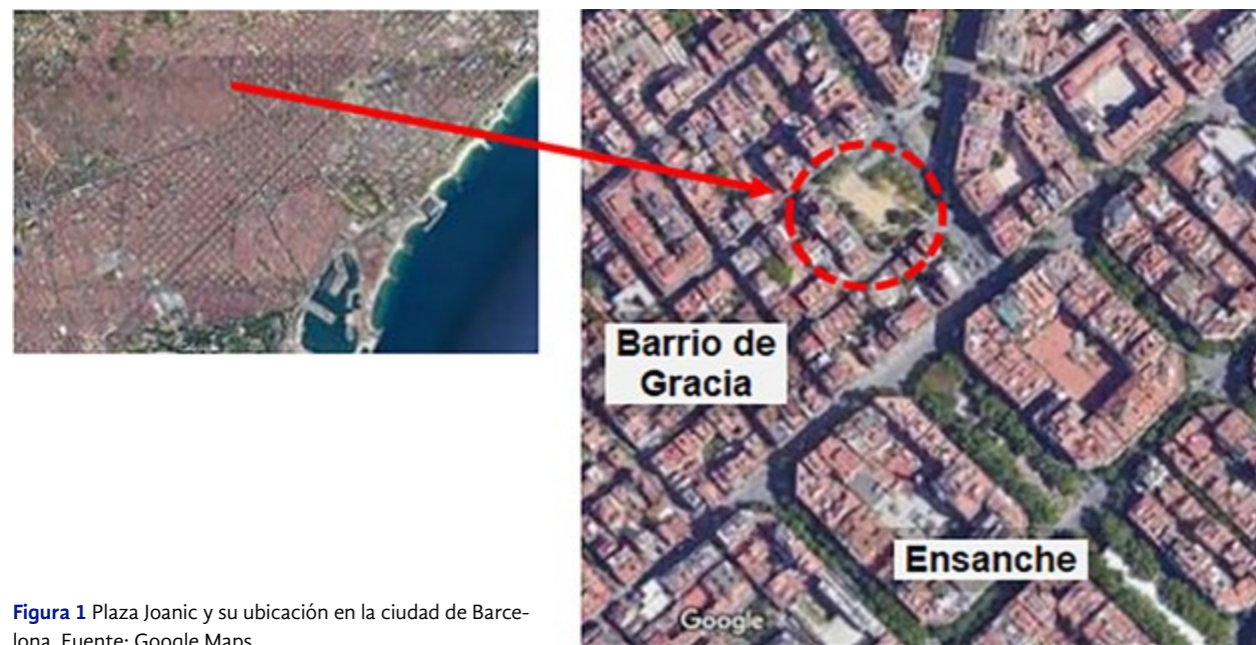 Barrio de
Gracia
Ensanche
Google
Figura 1 Plaza Joanic y su ubicación en la ciudad de Barce-
lona. Fuente: Google Maps